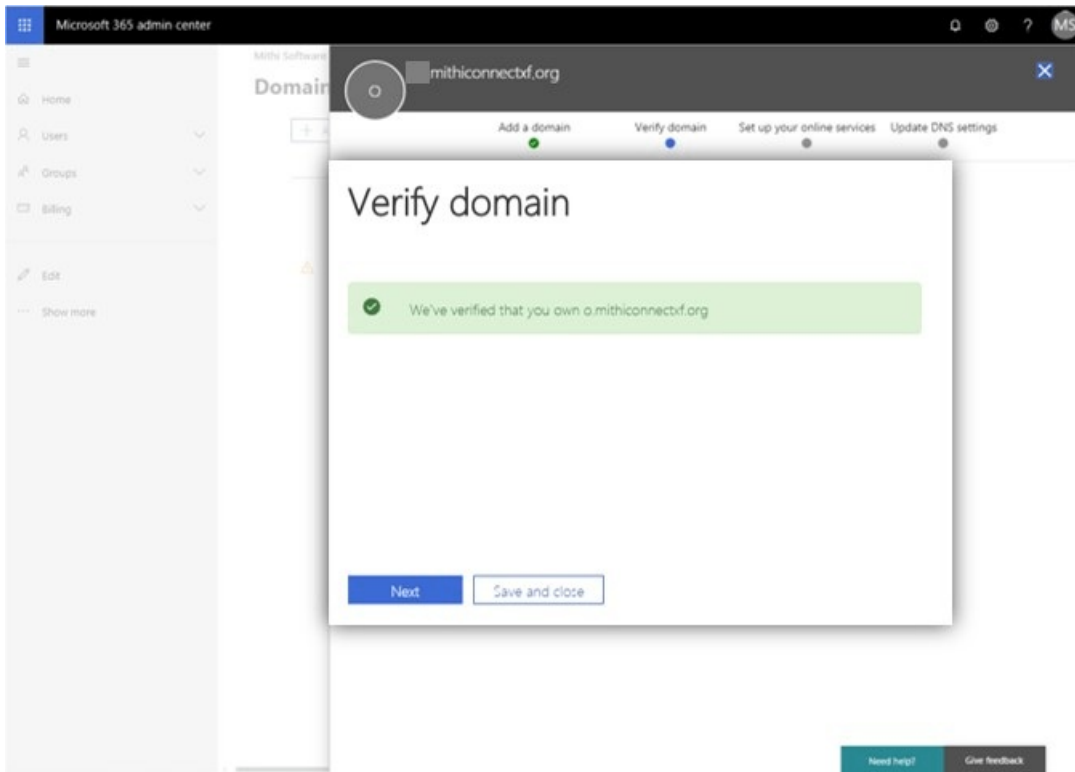 Microsoft 365 admin center
?
MS
Mithi Software
Domain
mithiconnectxf.org
O
Home
Users
Groups
Billing
Edit
Show more
Add a domain
Verify domain
Set up your online services
Update DNS settings
Verify domain
We've verified that you own o.mithiconnectxf.org
Next
Save and close
Need help?
Give feedback